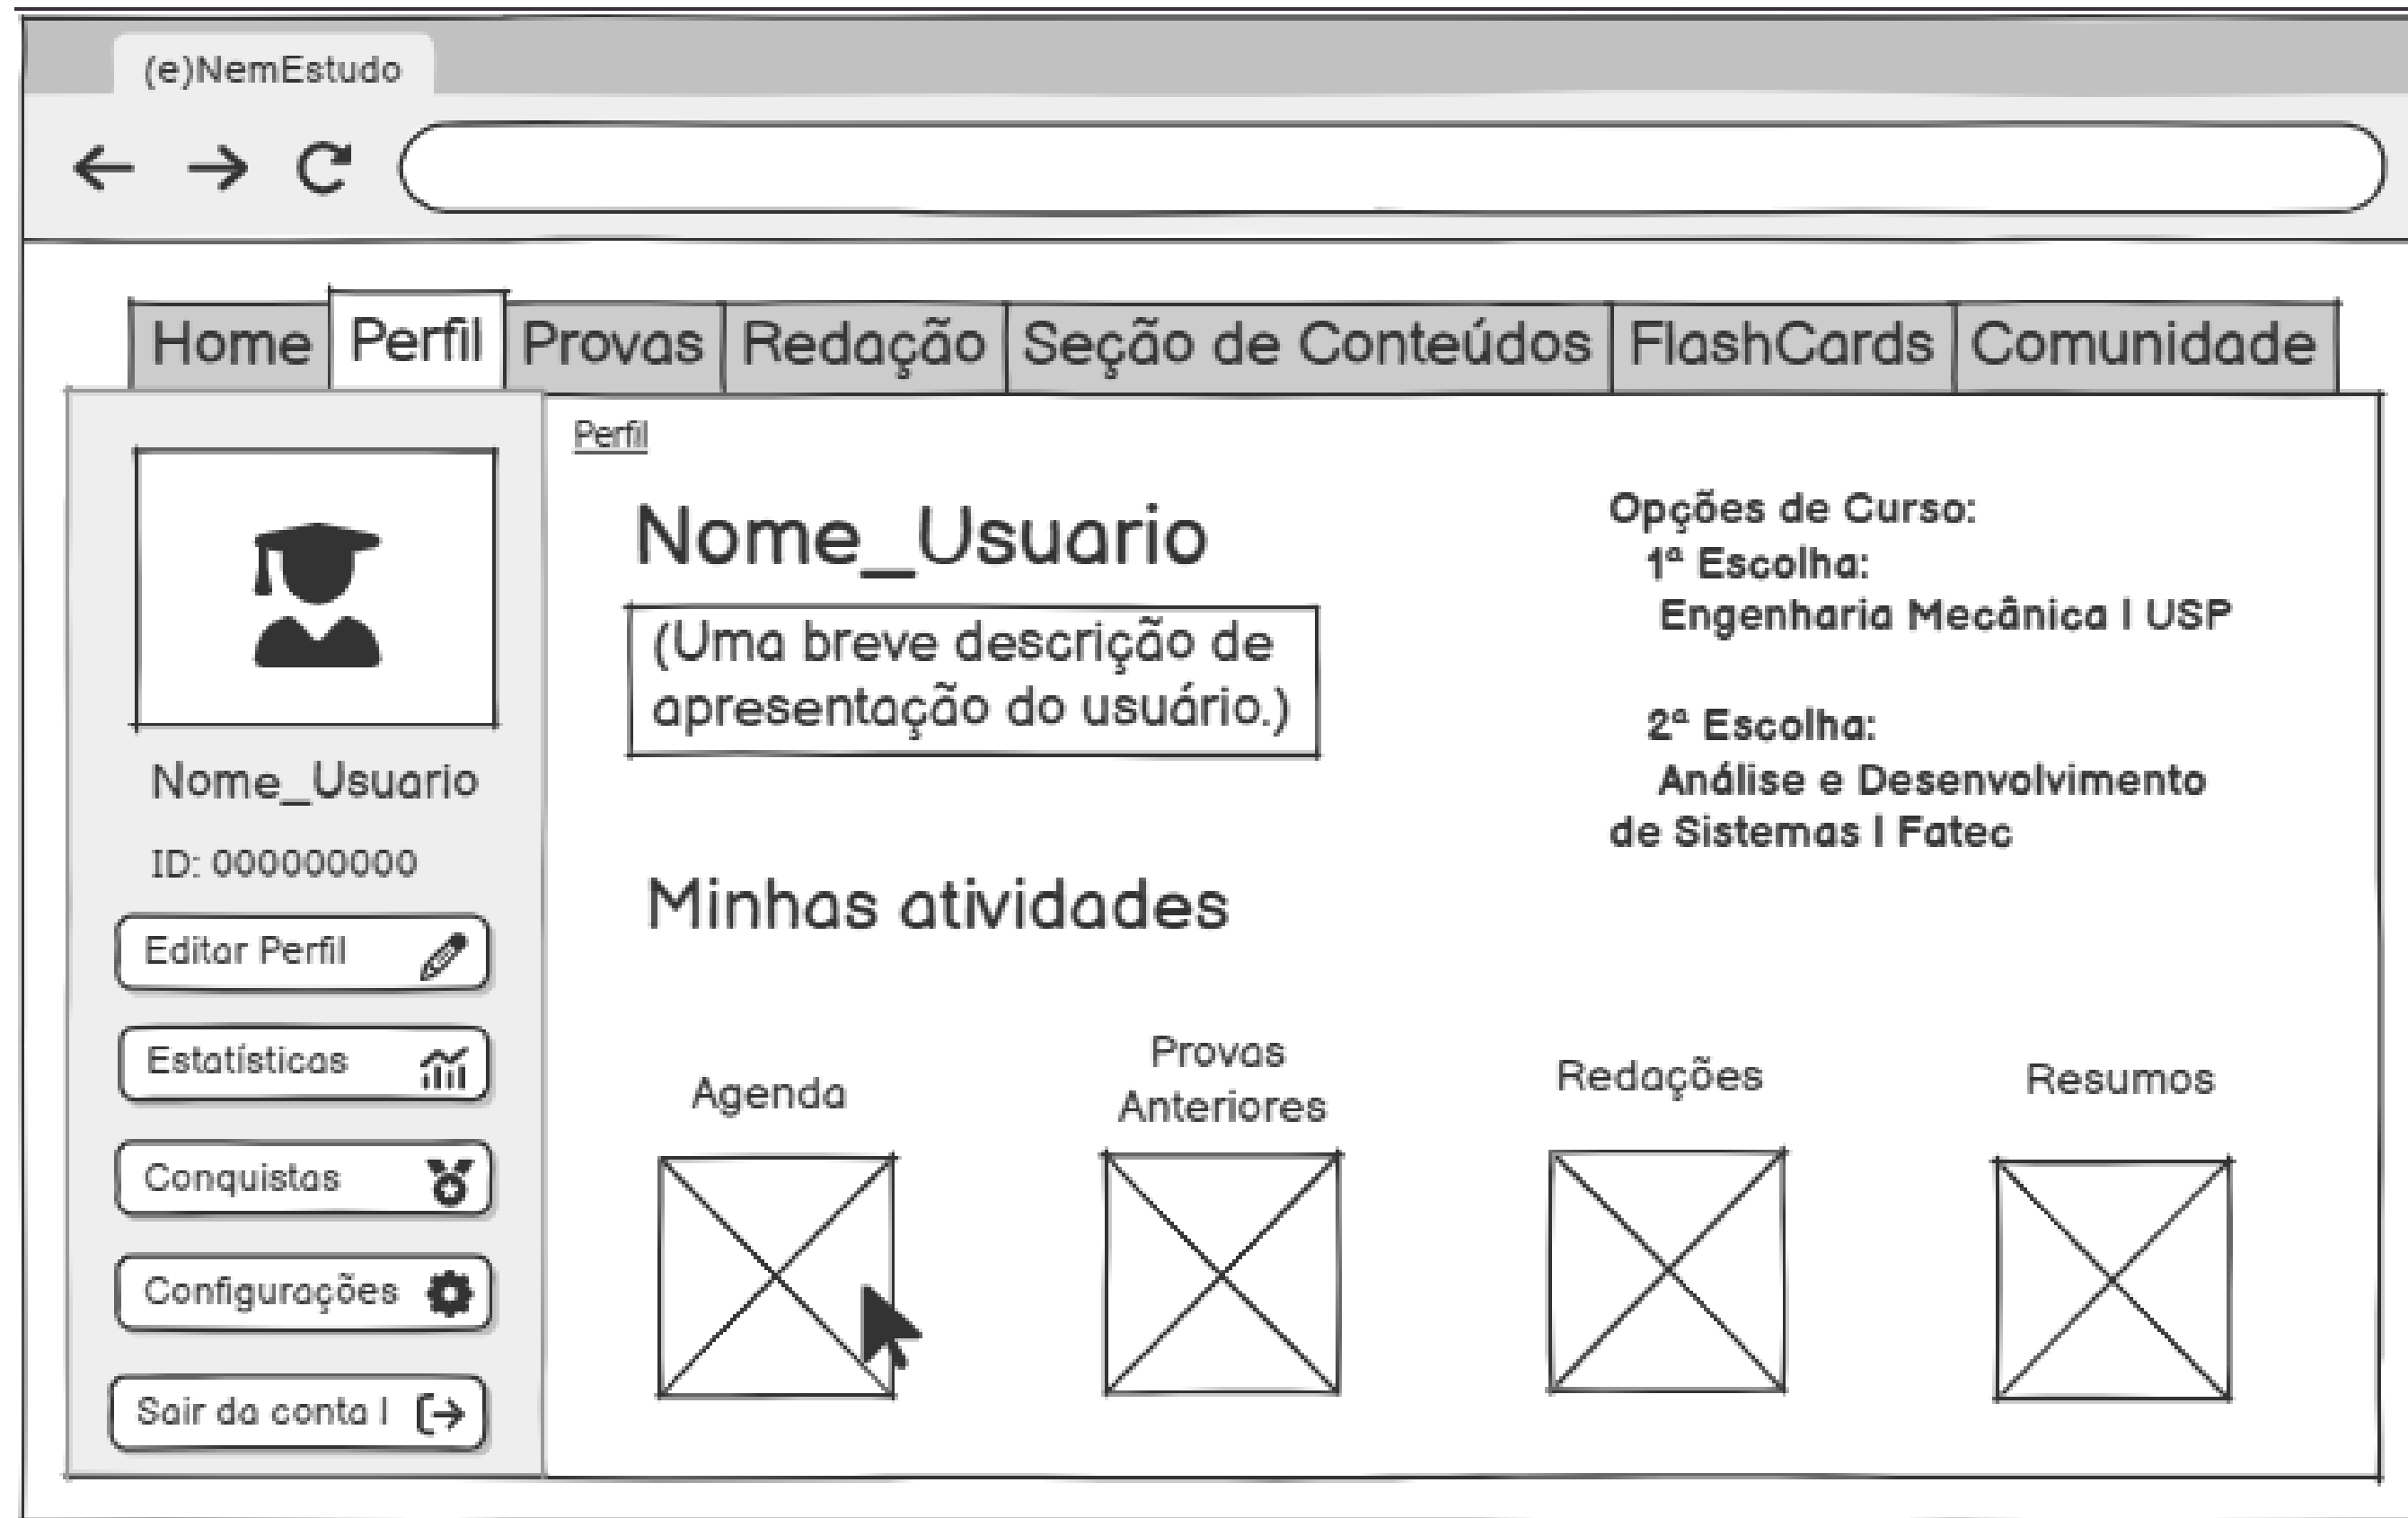 (e)NemEstudo
Home Perfil Provas Redação Seção de Conteúdos FlashCards Comunidade
Nome_Usuario
ID: 000000000
Editar Perfil
Estatísticas
Conquistas
Configurações
Sair da conta |
Perfil
Nome_Usuario
(Uma breve descrição de
apresentação do usuário.)
Opções de Curso:
1ª Escolha:
Engenharia Mecânica | USP
2ª Escolha:
Análise e Desenvolvimento
de Sistemas | Fatec
Minhas atividades
Agenda
Provas
Anteriores
Redações
Resumos